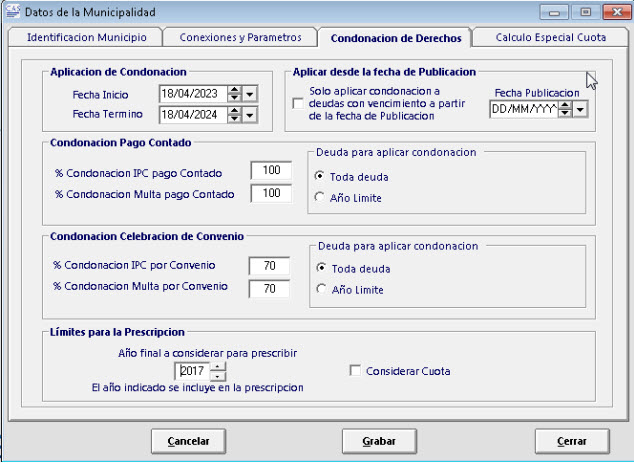 CAS
Datos de la Municipalidad
Identificacion Municipio
Conexiones y Parametros
Condonacion de Derechos
Calculo Especial Cuota
Aplicacion de Condonacion
Fecha Inicio
18/04/2023
Fecha Termino
18/04/2024
Aplicar desde la fecha de Publicacion
Solo aplicar condonacion a
deudas con vencimiento a partir
de la fecha de Publicacion
Fecha Publicacion
DD/MM/YYYY
Condonacion Pago Contado
% Condonacion IPC pago Contado
100
% Condonacion Multa pago Contado
100
Deuda para aplicar condonacion
Toda deuda
Año Limite
Condonacion Celebracion de Convenio
% Condonacion IPC por Convenio
70
% Condonacion Multa por Convenio
70
Deuda para aplicar condonacion
Toda deuda
Año Limite
Límites para la Prescripcion
Año final a considerar para prescribir
2017
El año indicado se incluye en la prescripcion
Considerar Cuota
Cancelar
Grabar
Cerrar